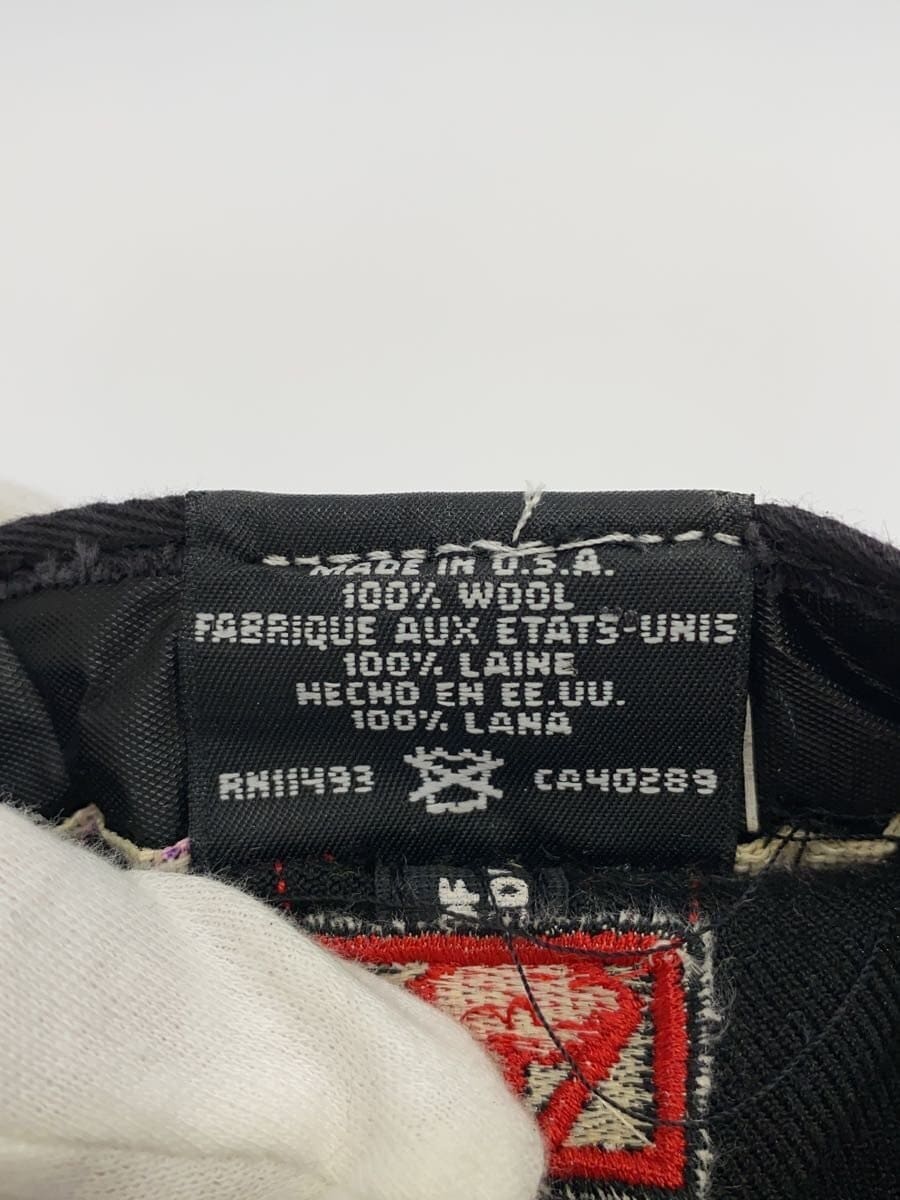 MADE IN U.S.A.
100% WOOL
FABRIQUE AUX ETATS-UNIS
100% LAINE
HECHO EN EE.UU.
100% LANA
RN11493 CA40289